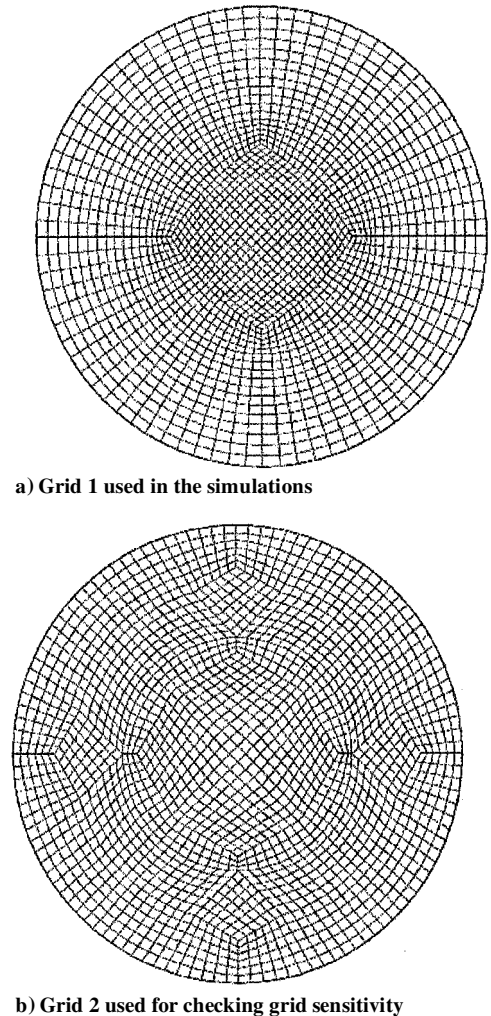 a) Grid 1 used in the simulations
b) Grid 2 used for checking grid sensitivity